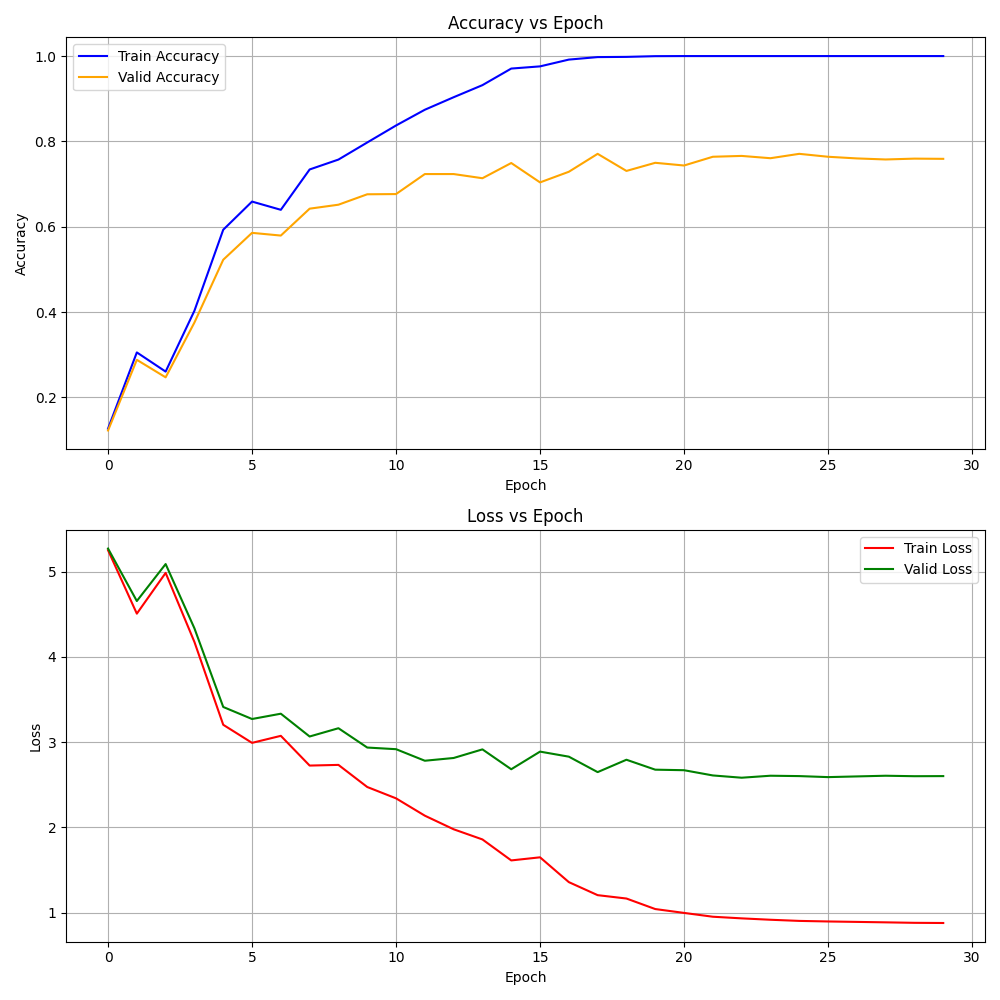 Accuracy vs Epoch
Train Accuracy
Valid Accuracy
1.0
0.8
0.6
0.4
0.2
Accuracy
0 5 10 15 20 25 30
Epoch
Loss vs Epoch
Train Loss
Valid Loss
5
4
3
2
1
Loss
0 5 10 15 20 25 30
Epoch